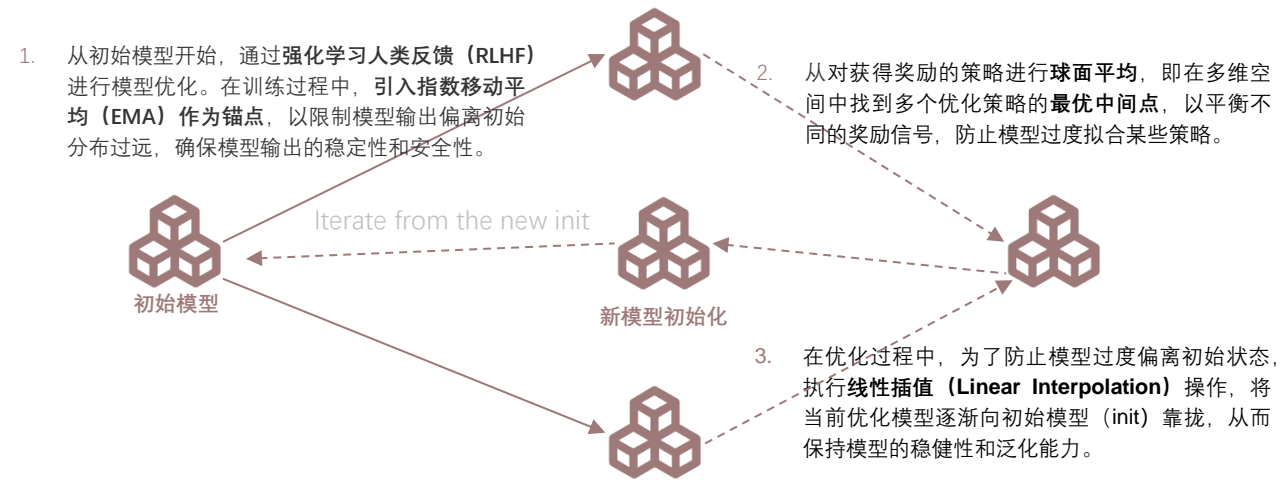 1. 从初始模型开始，通过强化学习人类反馈（RLHF）
进行模型优化。在训练过程中，引入指数移动平
均（EMA）作为锚点，以限制模型输出偏离初始
分布过远，确保模型输出的稳定性和安全性。
2. 从对获得奖励的策略进行球面平均，即在多维空
间中找到多个优化策略的最优中间点，以平衡不
同的奖励信号，防止模型过度拟合某些策略。
Iterate from the new init
初始模型
新模型初始化
3. 在优化过程中，为了防止模型过度偏离初始状态，
执行线性插值（Linear Interpolation）操作，将
当前优化模型逐渐向初始模型（init）靠拢，从而
保持模型的稳健性和泛化能力。